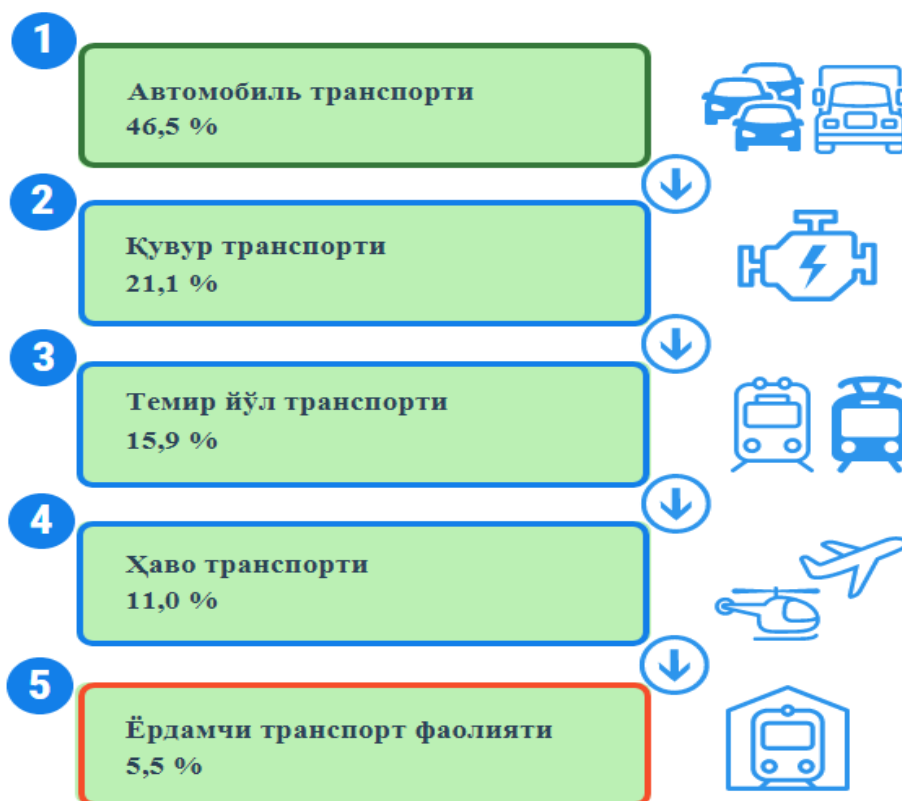 1
Автомобиль транспорти
46,5 %
2
Қувур транспорти
21,1 %
3
Темир йўл транспорти
15,9 %
4
Ҳаво транспорти
11,0 %
5
Ёрдамчи транспорт фаолияти
5,5 %